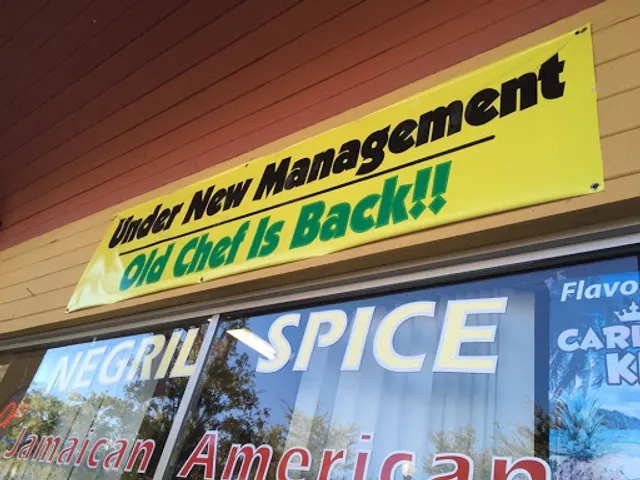 Under New Management
Old Chef Is Back!!
NEGRIL SPICE
Jamaican American
Flavo